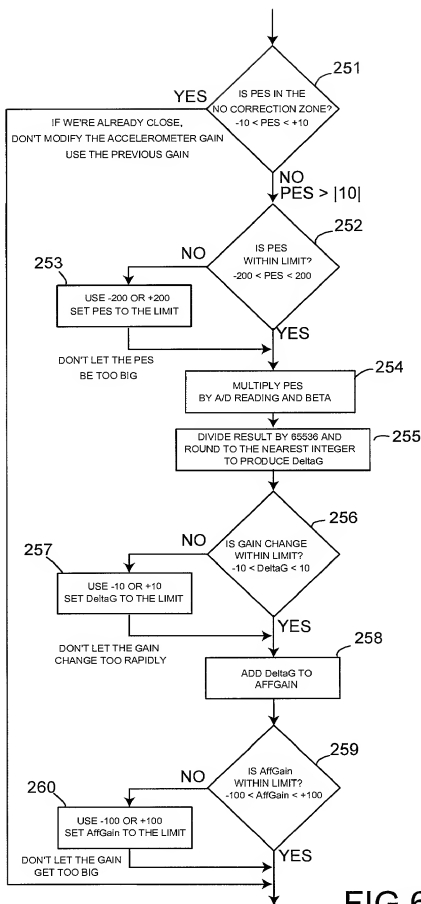 251
IS PES IN THE
NO CORRECTION ZONE?
-10 < PES < +10
YES
IF WE'RE ALREADY CLOSE,
DON'T MODIFY THE ACCELEROMETER GAIN
USE THE PREVIOUS GAIN
NO
PES > |10|
252
IS PES
WITHIN LIMIT?
-200 < PES < 200
NO
253
USE -200 OR +200
SET PES TO THE LIMIT
YES
DON'T LET THE PES
BE TOO BIG
254
MULTIPLY PES
BY A/D READING AND BETA
255
DIVIDE RESULT BY 65536 AND
ROUND TO THE NEAREST INTEGER
TO PRODUCE DeltaG
256
IS GAIN CHANGE
WITHIN LIMIT?
-10 < DeltaG < 10
NO
257
USE -10 OR +10
SET DeltaG TO THE LIMIT
YES
DON'T LET THE GAIN
CHANGE TOO RAPIDLY
258
ADD DeltaG TO
AFFGAIN
259
IS AffGain
WITHIN LIMIT?
-100 < AffGain < +100
NO
260
USE -100 OR +100
SET AffGain TO THE LIMIT
YES
DON'T LET THE GAIN
GET TOO BIG
FIG 6